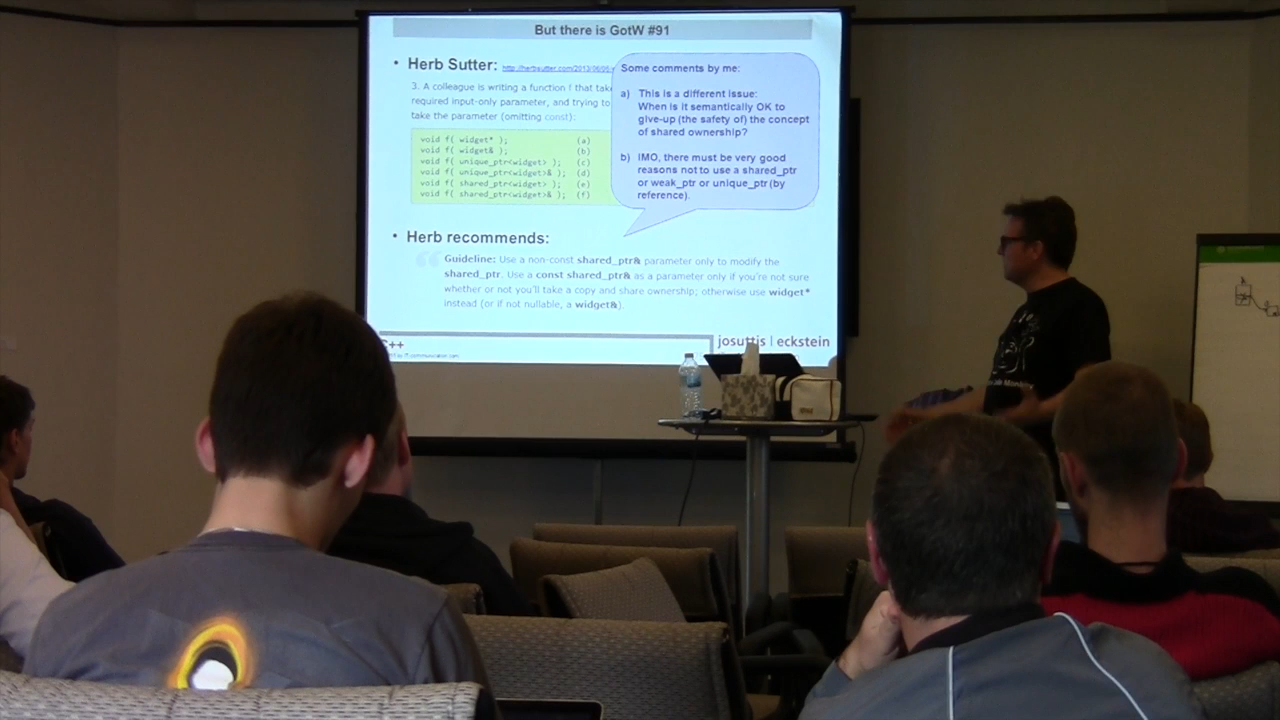 But there is GotW #91
• Herb Sutter: http://herbsutter.com/2013/06/05
3. A colleague is writing a function f that take
required input-only parameter, and trying to
take the parameter (omitting const):
void f( widget* ); (a)
void f( widget& ); (b)
void f( unique_ptr<widget> ); (c)
void f( unique_ptr<widget>& ); (d)
void f( shared_ptr<widget> ); (e)
void f( shared_ptr<widget>& ); (f)
Some comments by me:
a) This is a different issue:
When is it semantically OK to
give-up (the safety of) the concept
of shared ownership?
b) IMO, there must be very good
reasons not to use a shared_ptr
or weak_ptr or unique_ptr (by
reference).
• Herb recommends:
Guideline: Use a non-const shared_ptr& parameter only to modify the
shared_ptr. Use a const shared_ptr& as a parameter only if you're not sure
whether or not you'll take a copy and share ownership; otherwise use widget*
instead (or if not nullable, a widget&).
C++
josuttis | eckstein